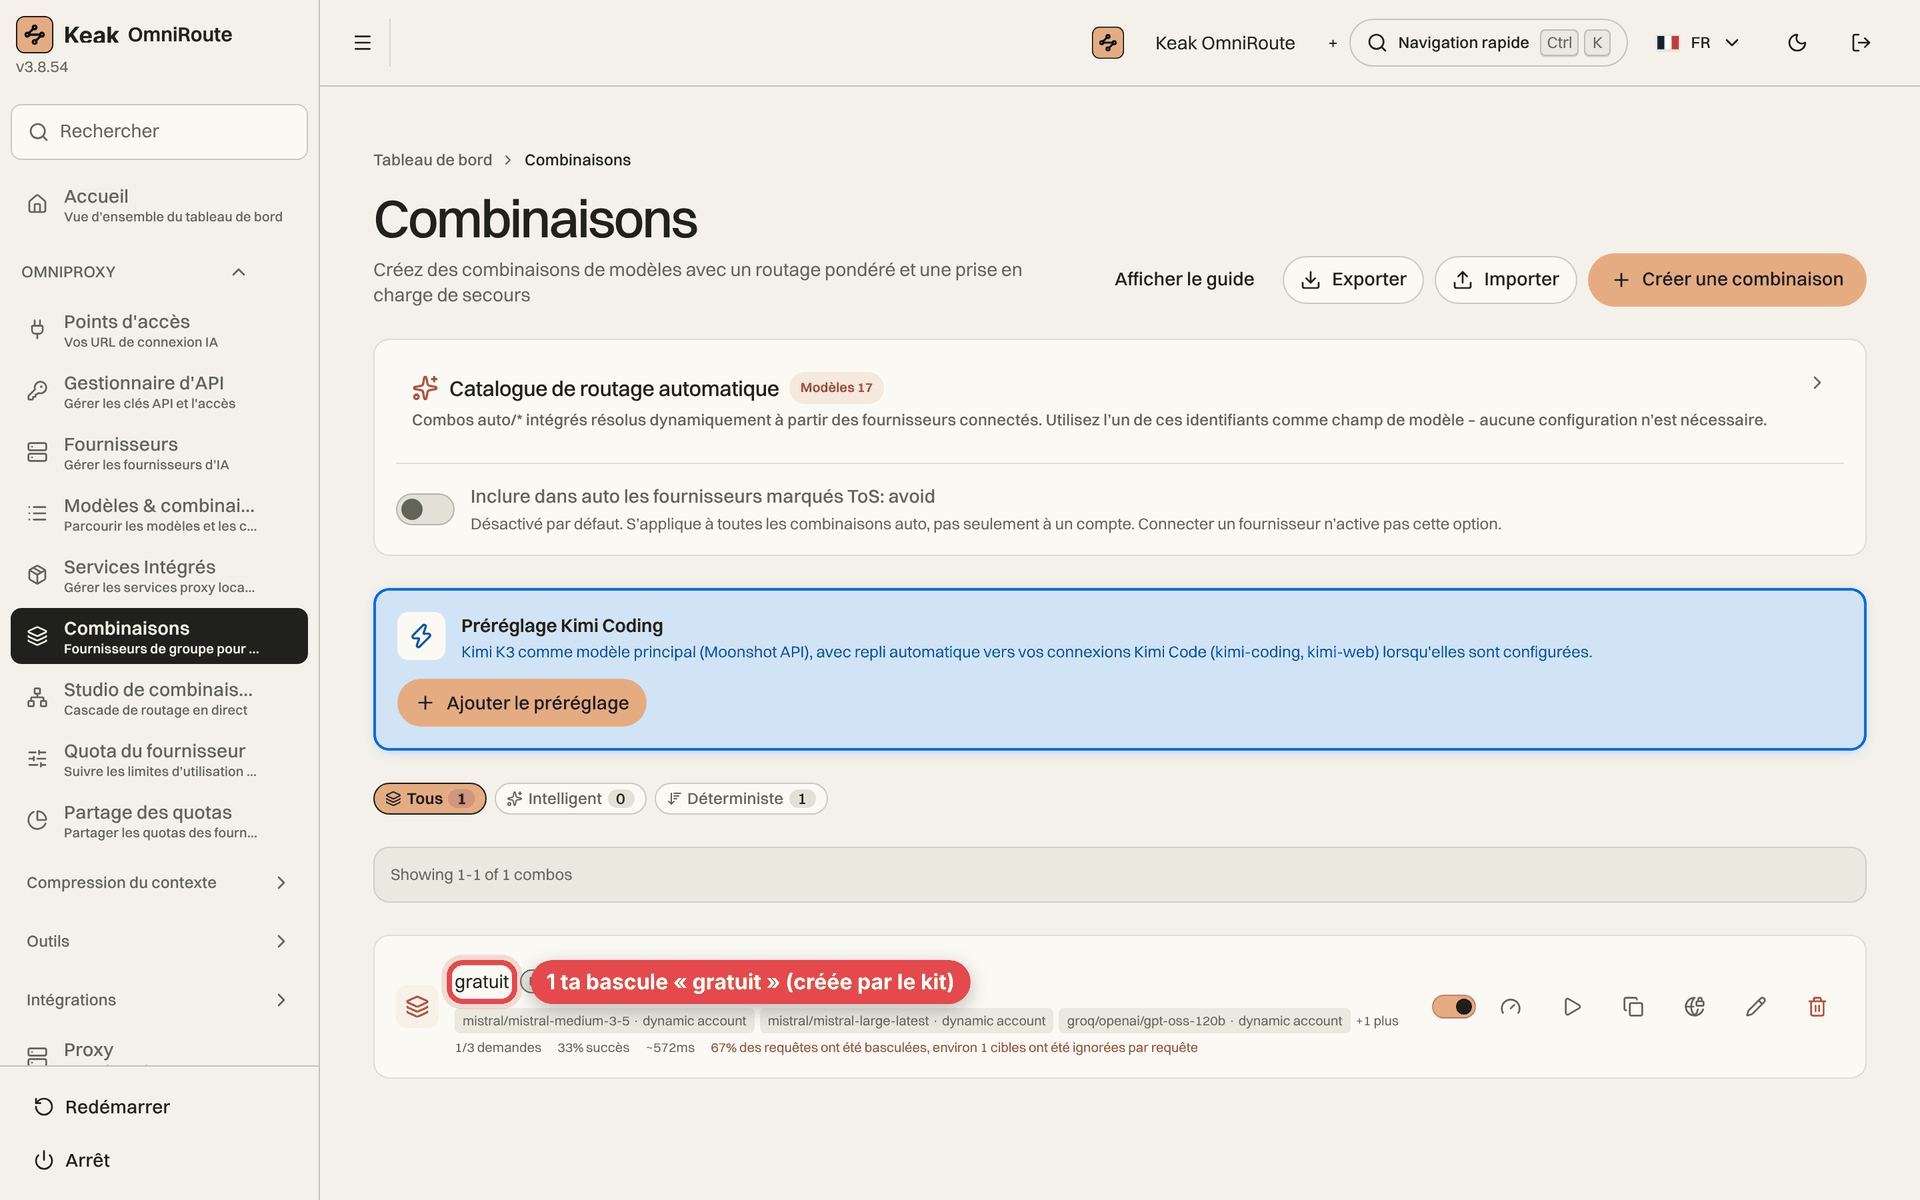 Keak OmniRoute
v3.8.54
Rechercher
Accueil
Vue d'ensemble du tableau de bord
OMNIPROXY
Points d'accès
Vos URL de connexion IA
Gestionnaire d'API
Gérer les clés API et l'accès
Fournisseurs
Gérer les fournisseurs d'IA
Modèles & combinai...
Parcourir les modèles et les c...
Services Intégrés
Gérer les services proxy loca...
Combinaisons
Fournisseurs de groupe pour ...
Studio de combinais...
Cascade de routage en direct
Quota du fournisseur
Suivre les limites d'utilisation ...
Partage des quotas
Partager les quotas des fourn...
Compression du contexte
Outils
Intégrations
Proxy
Redémarrer
Arrêt
Keak OmniRoute
+
Navigation rapide Ctrl K
FR
Tableau de bord > Combinaisons
Combinaisons
Créez des combinaisons de modèles avec un routage pondéré et une prise en
charge de secours
Afficher le guide
Exporter
Importer
+ Créer une combinaison
Catalogue de routage automatique Modèles 17
Combos auto/* intégrés résolus dynamiquement à partir des fournisseurs connectés. Utilisez l'un de ces identifiants comme champ de modèle – aucune configuration n'est nécessaire.
Inclure dans auto les fournisseurs marqués ToS: avoid
Désactivé par défaut. S'applique à toutes les combinaisons auto, pas seulement à un compte. Connecter un fournisseur n'active pas cette option.
Préréglage Kimi Coding
Kimi K3 comme modèle principal (Moonshot API), avec repli automatique vers vos connexions Kimi Code (kimi-coding, kimi-web) lorsqu'elles sont configurées.
+ Ajouter le préréglage
Tous 1
Intelligent 0
Déterministe 1
Showing 1-1 of 1 combos
gratuit
1 ta bascule « gratuit » (créée par le kit)
mistral/mistral-medium-3-5 · dynamic account
mistral/mistral-large-latest · dynamic account
groq/openai/gpt-oss-120b · dynamic account
+1 plus
1/3 demandes 33% succès ~572ms 67% des requêtes ont été basculées, environ 1 cibles ont été ignorées par requête